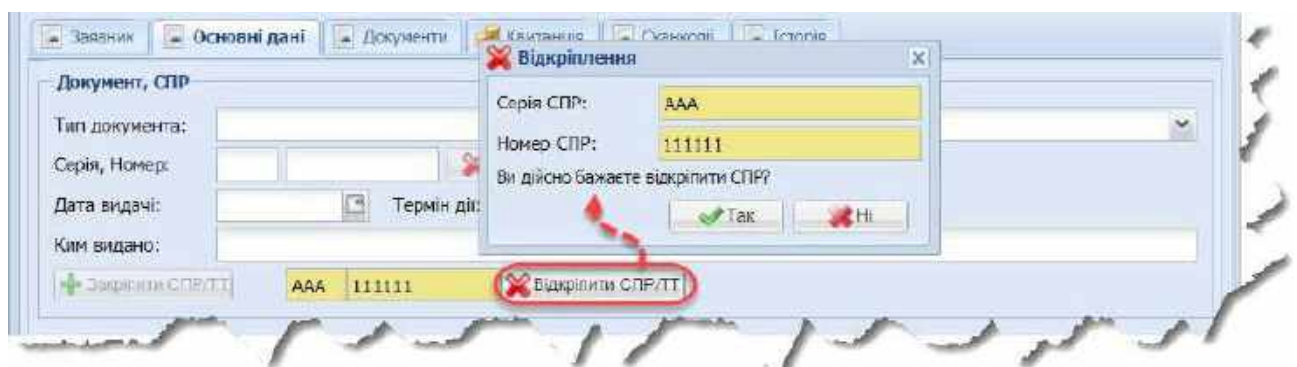 Заявник Основні дані Документи Квитанція Сканкопії Історія
Відкріплення
Документ, СПР
Серія СПР: ААА
Тип документа:
Номер СПР: 111111
Серія, Номер:
Ви дійсно бажаєте відкріпити СПР?
Дата видачі: Термін дії:
Так Ні
Ким видано:
Закріпити СПР/ТТ ААА 111111 Відкріпити СПР/ТТ